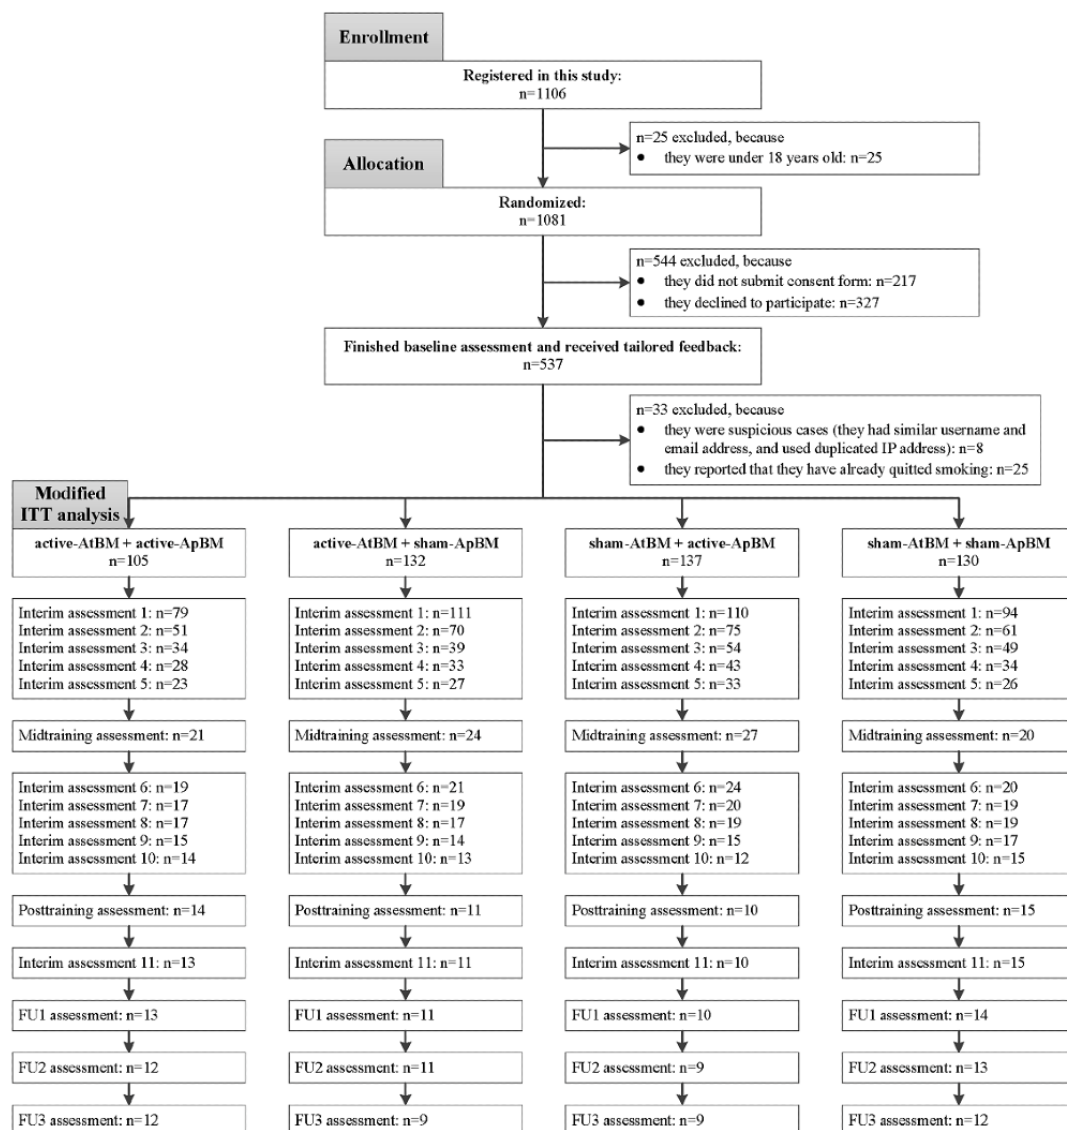 Enrollment
Registered in this study:
n=1106
n=25 excluded, because
● they were under 18 years old: n=25
Allocation
Randomized:
n=1081
n=544 excluded, because
● they did not submit consent form: n=217
● they declined to participate: n=327
Finished baseline assessment and received tailored feedback:
n=537
n=33 excluded, because
● they were suspicious cases (they had similar username and
email address, and used duplicated IP address): n=8
● they reported that they have already quitted smoking: n=25
Modified
ITT analysis
active-AtBM + active-ApBM
n=105
active-AtBM + sham-ApBM
n=132
sham-AtBM + active-ApBM
n=137
sham-AtBM + sham-ApBM
n=130
Interim assessment 1: n=79
Interim assessment 2: n=51
Interim assessment 3: n=34
Interim assessment 4: n=28
Interim assessment 5: n=23
Interim assessment 1: n=111
Interim assessment 2: n=70
Interim assessment 3: n=39
Interim assessment 4: n=33
Interim assessment 5: n=27
Interim assessment 1: n=110
Interim assessment 2: n=75
Interim assessment 3: n=54
Interim assessment 4: n=43
Interim assessment 5: n=33
Interim assessment 1: n=94
Interim assessment 2: n=61
Interim assessment 3: n=49
Interim assessment 4: n=34
Interim assessment 5: n=26
Midtraining assessment: n=21
Midtraining assessment: n=24
Midtraining assessment: n=27
Midtraining assessment: n=20
Interim assessment 6: n=19
Interim assessment 7: n=17
Interim assessment 8: n=17
Interim assessment 9: n=15
Interim assessment 10: n=14
Interim assessment 6: n=21
Interim assessment 7: n=19
Interim assessment 8: n=17
Interim assessment 9: n=14
Interim assessment 10: n=13
Interim assessment 6: n=24
Interim assessment 7: n=20
Interim assessment 8: n=19
Interim assessment 9: n=15
Interim assessment 10: n=12
Interim assessment 6: n=20
Interim assessment 7: n=19
Interim assessment 8: n=19
Interim assessment 9: n=17
Interim assessment 10: n=15
Posttraining assessment: n=14
Posttraining assessment: n=11
Posttraining assessment: n=10
Posttraining assessment: n=15
Interim assessment 11: n=13
Interim assessment 11: n=11
Interim assessment 11: n=10
Interim assessment 11: n=15
FU1 assessment: n=13
FU1 assessment: n=11
FU1 assessment: n=10
FU1 assessment: n=14
FU2 assessment: n=12
FU2 assessment: n=11
FU2 assessment: n=9
FU2 assessment: n=13
FU3 assessment: n=12
FU3 assessment: n=9
FU3 assessment: n=9
FU3 assessment: n=12